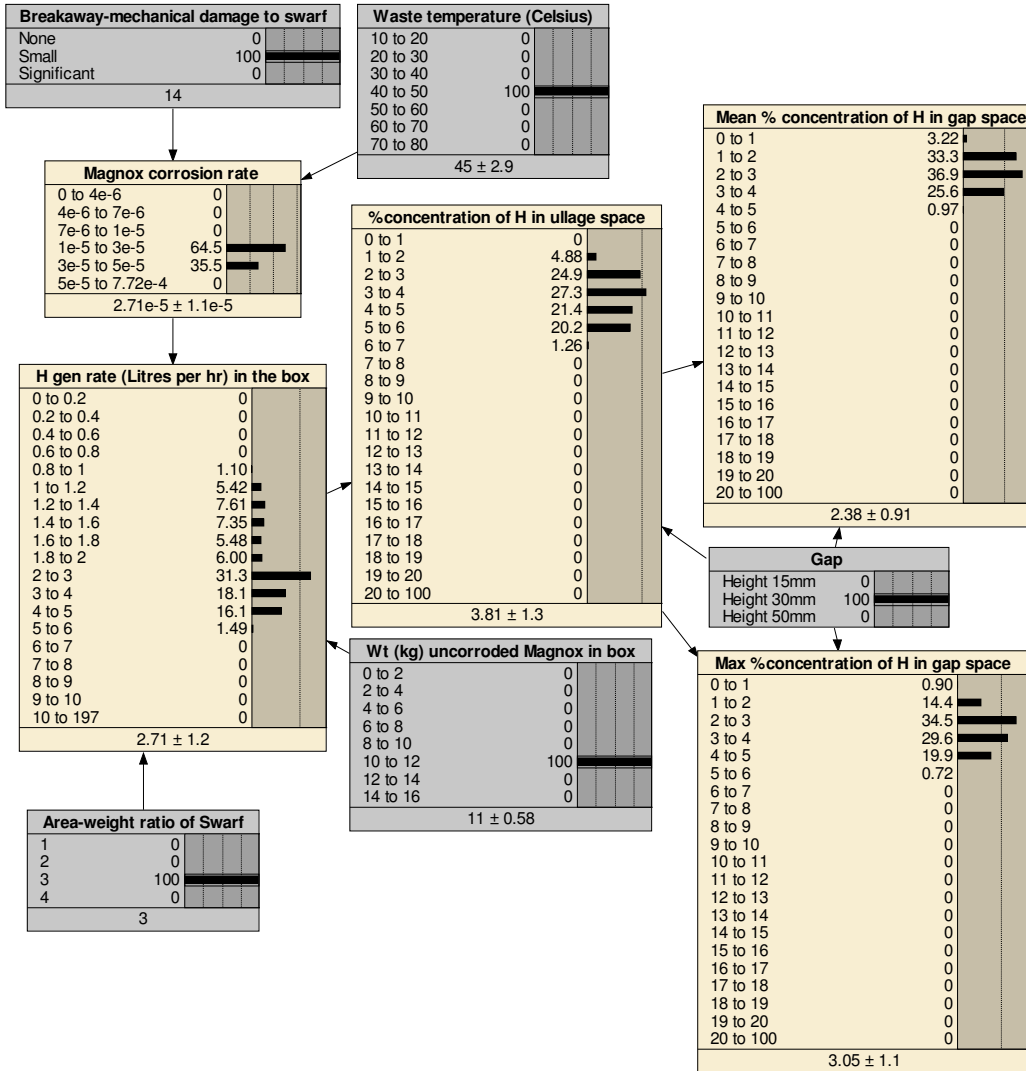 Breakaway-mechanical damage to swarf
None 0
Small 100
Significant 0
14
Waste temperature (Celsius)
10 to 20 0
20 to 30 0
30 to 40 0
40 to 50 100
50 to 60 0
60 to 70 0
70 to 80 0
45 ± 2.9
Magnox corrosion rate
0 to 4e-6 0
4e-6 to 7e-6 0
7e-6 to 1e-5 0
1e-5 to 3e-5 64.5
3e-5 to 5e-5 35.5
5e-5 to 7.72e-4 0
2.71e-5 ± 1.1e-5
%concentration of H in ullage space
0 to 1 0
1 to 2 4.88
2 to 3 24.9
3 to 4 27.3
4 to 5 21.4
5 to 6 20.2
6 to 7 1.26
7 to 8 0
8 to 9 0
9 to 10 0
10 to 11 0
11 to 12 0
12 to 13 0
13 to 14 0
14 to 15 0
15 to 16 0
16 to 17 0
17 to 18 0
18 to 19 0
19 to 20 0
20 to 100 0
3.81 ± 1.3
Mean % concentration of H in gap space
0 to 1 3.22
1 to 2 33.3
2 to 3 36.9
3 to 4 25.6
4 to 5 0.97
5 to 6 0
6 to 7 0
7 to 8 0
8 to 9 0
9 to 10 0
10 to 11 0
11 to 12 0
12 to 13 0
13 to 14 0
14 to 15 0
15 to 16 0
16 to 17 0
17 to 18 0
18 to 19 0
19 to 20 0
20 to 100 0
2.38 ± 0.91
H gen rate (Litres per hr) in the box
0 to 0.2 0
0.2 to 0.4 0
0.4 to 0.6 0
0.6 to 0.8 0
0.8 to 1 1.10
1 to 1.2 5.42
1.2 to 1.4 7.61
1.4 to 1.6 7.35
1.6 to 1.8 5.48
1.8 to 2 6.00
2 to 3 31.3
3 to 4 18.1
4 to 5 16.1
5 to 6 1.49
6 to 7 0
7 to 8 0
8 to 9 0
9 to 10 0
10 to 197 0
2.71 ± 1.2
Gap
Height 15mm 0
Height 30mm 100
Height 50mm 0
Wt (kg) uncorroded Magnox in box
0 to 2 0
2 to 4 0
4 to 6 0
6 to 8 0
8 to 10 0
10 to 12 100
12 to 14 0
14 to 16 0
11 ± 0.58
Max %concentration of H in gap space
0 to 1 0.90
1 to 2 14.4
2 to 3 34.5
3 to 4 29.6
4 to 5 19.9
5 to 6 0.72
6 to 7 0
7 to 8 0
8 to 9 0
9 to 10 0
10 to 11 0
11 to 12 0
12 to 13 0
13 to 14 0
14 to 15 0
15 to 16 0
16 to 17 0
17 to 18 0
18 to 19 0
19 to 20 0
20 to 100 0
3.05 ± 1.1
Area-weight ratio of Swarf
1 0
2 0
3 100
4 0
3